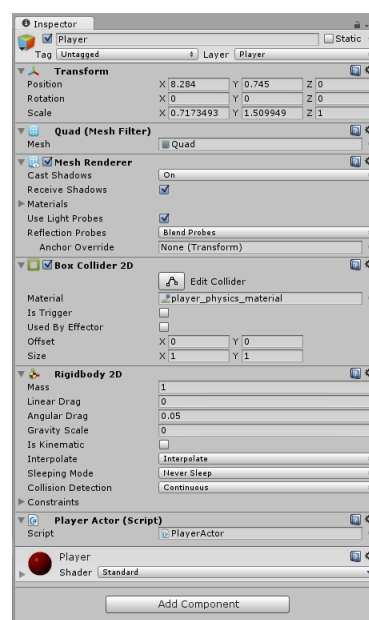 Inspector
Player Static
Tag Untagged Layer Player
Transform
Position X 8.284 Y 0.745 Z 0
Rotation X 0 Y 0 Z 0
Scale X 0.7173493 Y 1.509949 Z 1
Quad (Mesh Filter)
Mesh Quad
Mesh Renderer
Cast Shadows On
Receive Shadows
Materials
Use Light Probes
Reflection Probes Blend Probes
Anchor Override None (Transform)
Box Collider 2D
Edit Collider
Material player_physics_material
Is Trigger
Used By Effector
Offset X 0 Y 0
Size X 1 Y 1
Rigidbody 2D
Mass 1
Linear Drag 0
Angular Drag 0.05
Gravity Scale 0
Is Kinematic
Interpolate Interpolate
Sleeping Mode Never Sleep
Collision Detection Continuous
Constraints
Player Actor (Script)
Script PlayerActor
Player
Shader Standard
Add Component